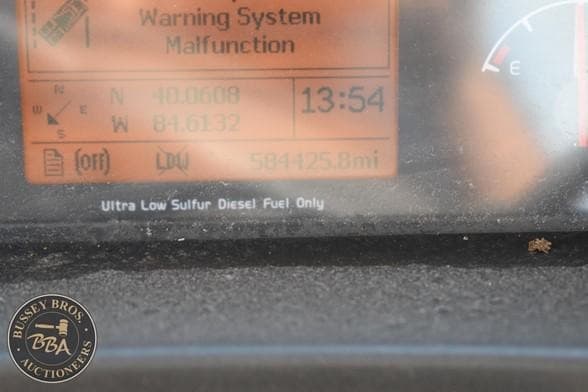 Warning System
Malfunction
N 40.0608
W 84.6132
13:54
W E
S
(OFF) LDW 584425.8mi
E
Ultra Low Sulfur Diesel Fuel Only
BUSSEY BROS.
BBA
AUCTIONEERS